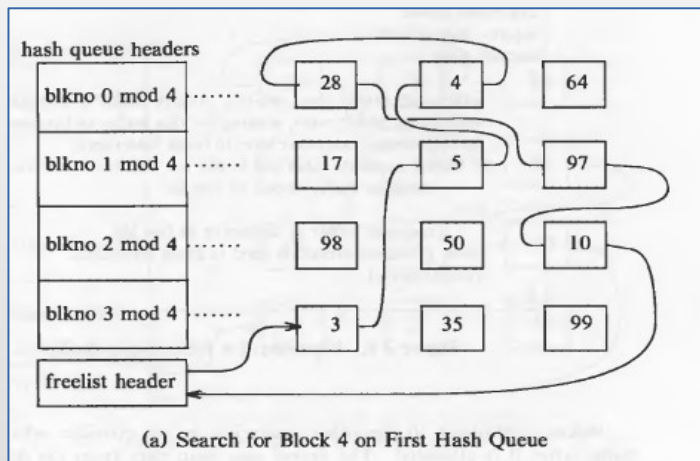 hash queue headers
blkno 0 mod 4 28 4 64
blkno 1 mod 4 17 5 97
blkno 2 mod 4 98 50 10
blkno 3 mod 4 3 35 99
freelist header
(a) Search for Block 4 on First Hash Queue